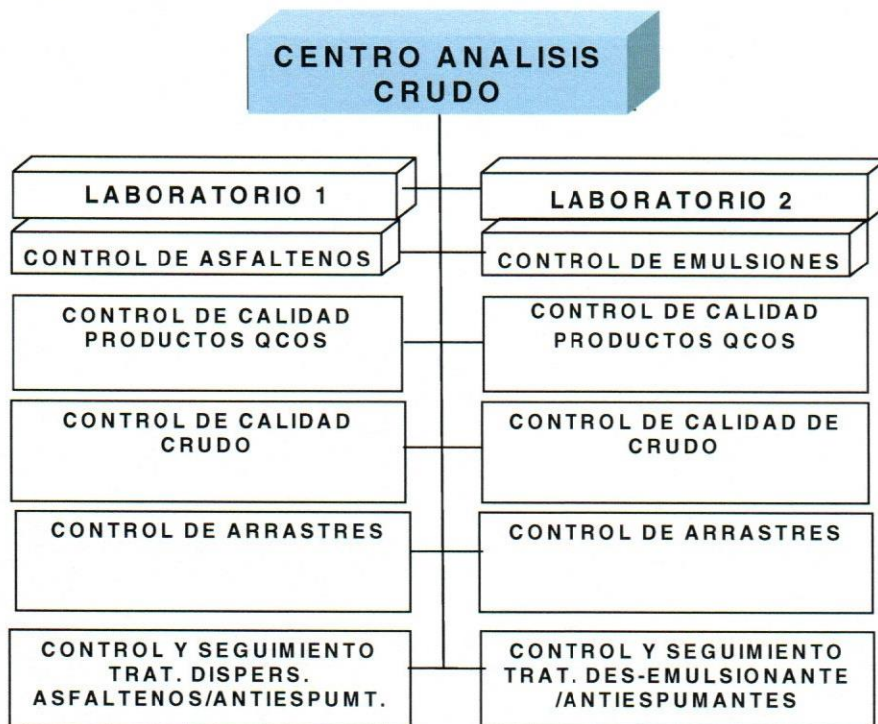 CENTRO ANALISIS
CRUDO
LABORATORIO 1
LABORATORIO 2
CONTROL DE ASFALTENOS
CONTROL DE EMULSIONES
CONTROL DE CALIDAD
PRODUCTOS QCOS
CONTROL DE CALIDAD
PRODUCTOS QCOS
CONTROL DE CALIDAD
CRUDO
CONTROL DE CALIDAD DE
CRUDO
CONTROL DE ARRASTRES
CONTROL DE ARRASTRES
CONTROL Y SEGUIMIENTO
TRAT. DISPERS.
ASFALTENOS/ANTIESPUMT.
CONTROL Y SEGUIMIENTO
TRAT. DES-EMULSIONANTE
/ANTIESPUMANTES